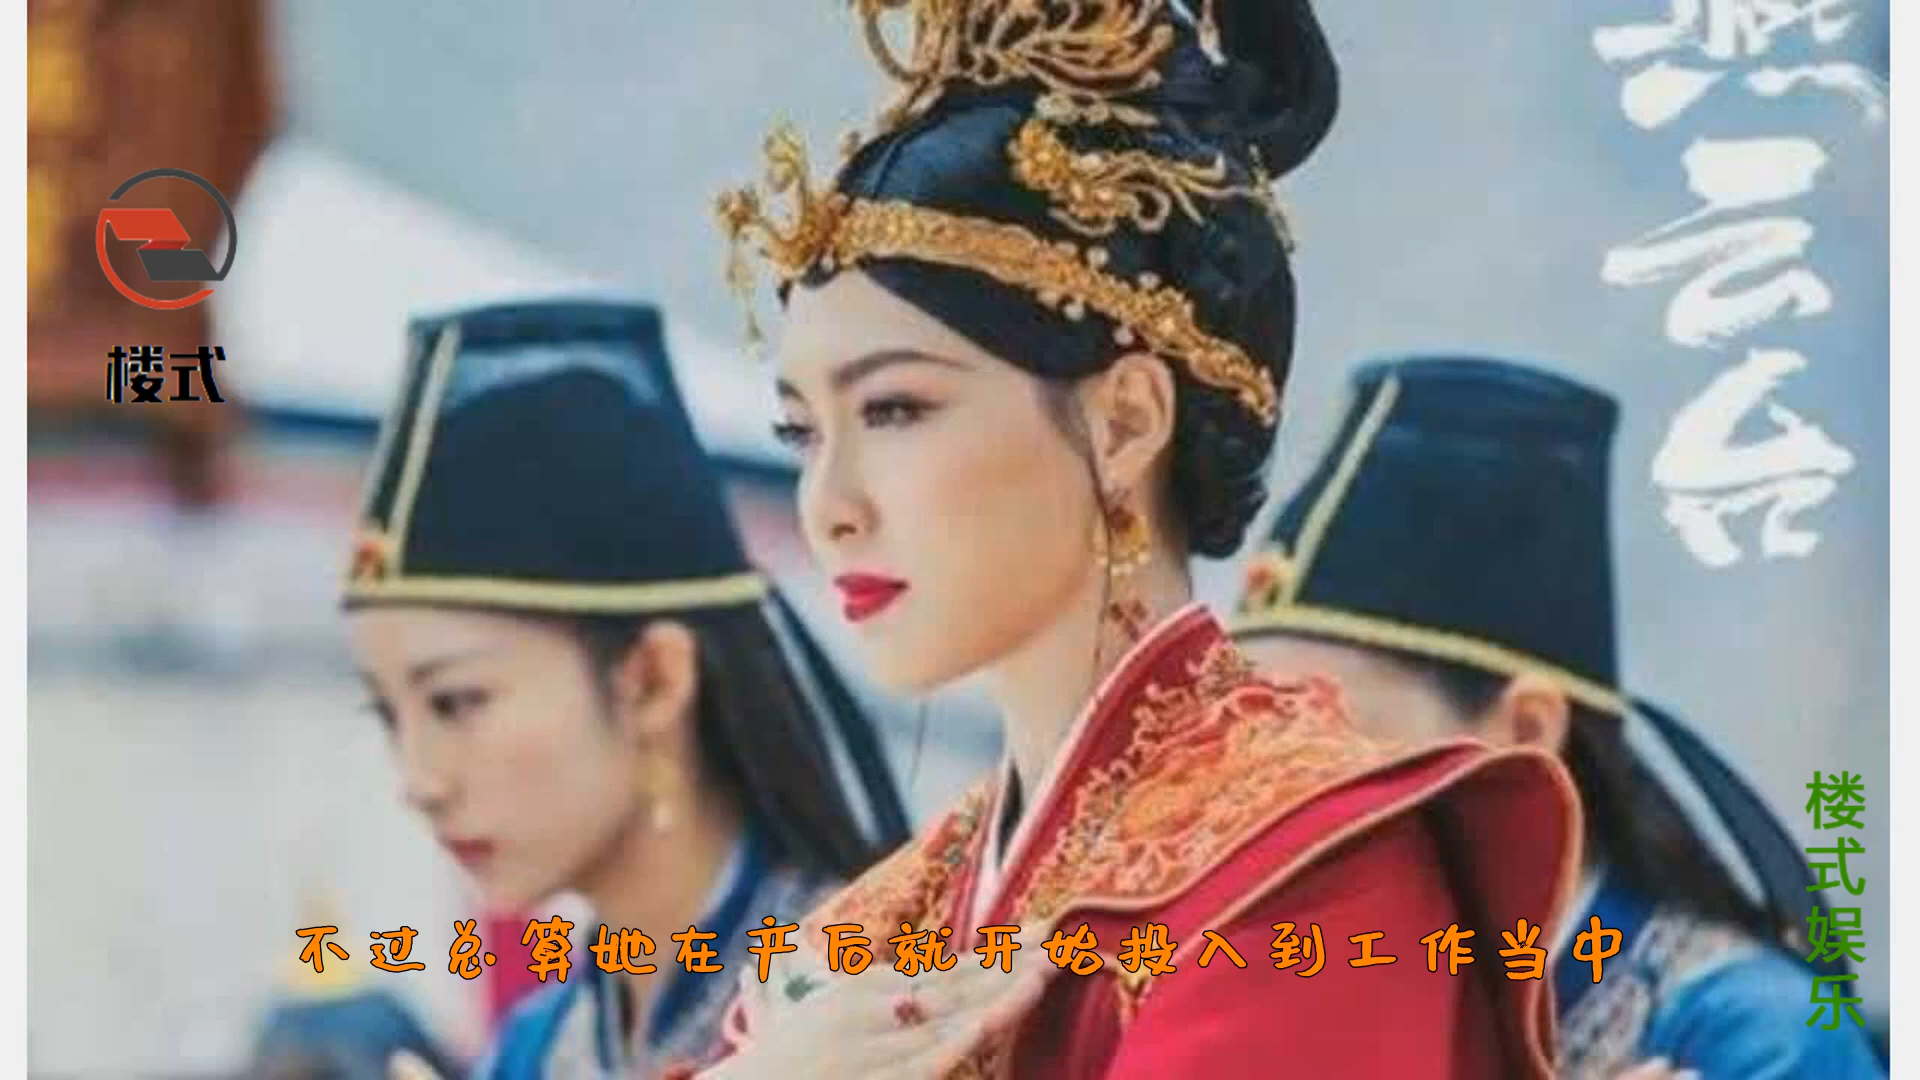 燕云台
楼式
不过总算她在产后就开始投入到工作当中
楼式娱乐